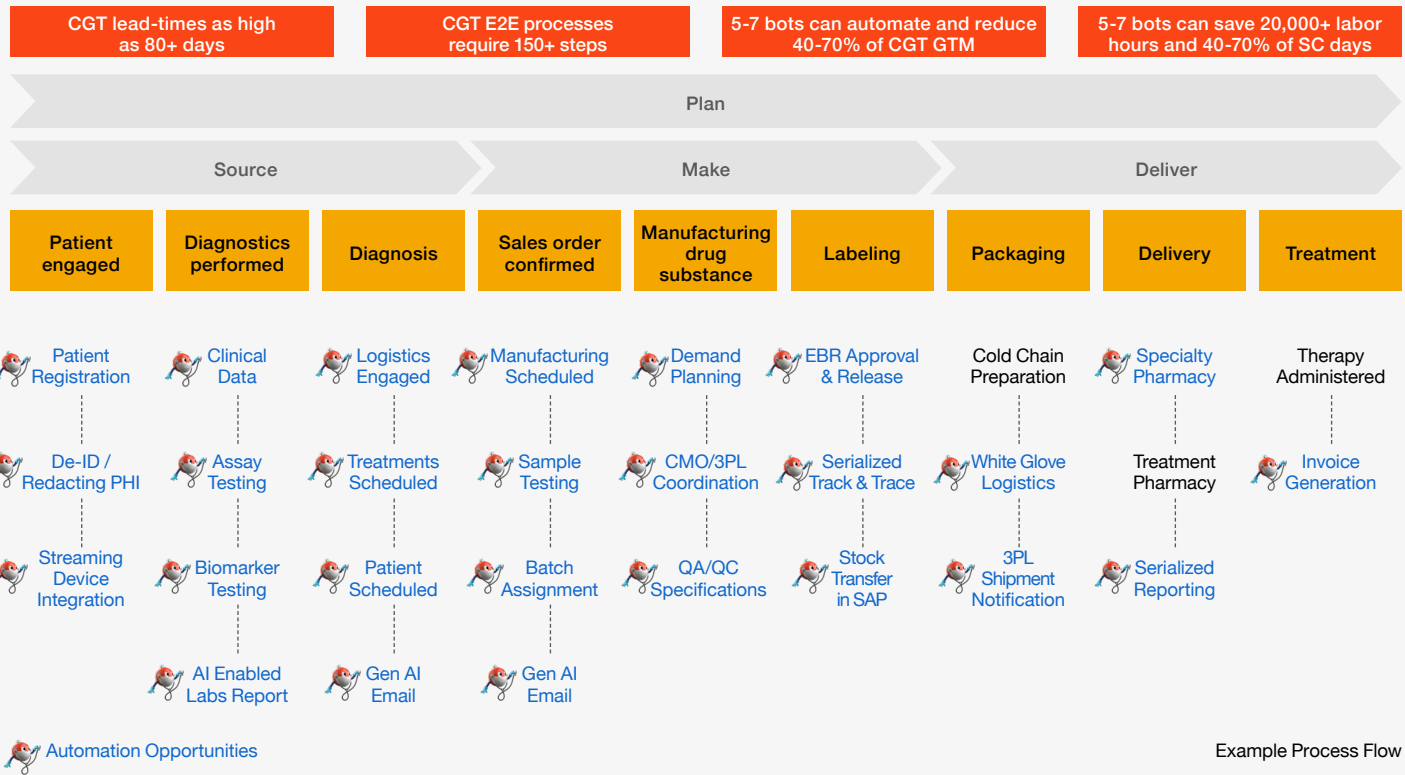 CGT lead-times as high
as 80+ days
CGT E2E processes
require 150+ steps
5-7 bots can automate and reduce
40-70% of CGT GTM
5-7 bots can save 20,000+ labor
hours and 40-70% of SC days
Plan
Source
Make
Deliver
Patient
engaged
Diagnostics
performed
Diagnosis
Sales order
confirmed
Manufacturing
drug
substance
Labeling
Packaging
Delivery
Treatment
Patient
Registration
Clinical
Data
Logistics
Engaged
Manufacturing
Scheduled
Demand
Planning
EBR Approval
& Release
Cold Chain
Preparation
Specialty
Pharmacy
Therapy
Administered
De-ID /
Redacting PHI
Assay
Testing
Treatments
Scheduled
Sample
Testing
CMO/3PL
Coordination
Serialized
Track & Trace
White Glove
Logistics
Treatment
Pharmacy
Invoice
Generation
Streaming
Device
Integration
Biomarker
Testing
Patient
Scheduled
Batch
Assignment
QA/QC
Specifications
Stock
Transfer
in SAP
3PL
Shipment
Notification
Serialized
Reporting
AI Enabled
Labs Report
Gen AI
Email
Gen AI
Email
Automation Opportunities
Example Process Flow